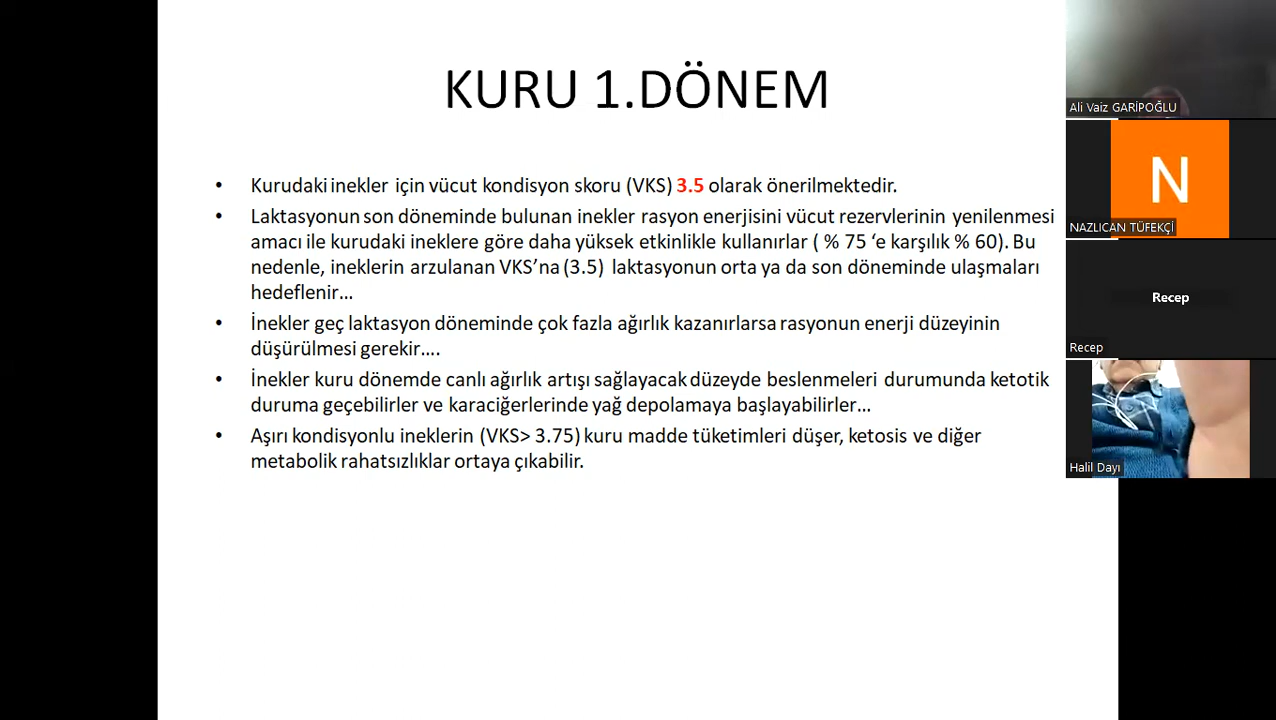 KURU 1.DÖNEM
• Kurudaki inekler için vücut kondisyon skoru (VKS) 3.5 olarak önerilmektedir.
• Laktasyonun son döneminde bulunan inekler rasyon enerjisini vücut rezervlerinin yenilenmesi
amacı ile kurudaki ineklere göre daha yüksek etkinlikle kullanırlar ( % 75 ‘e karşılık % 60). Bu
nedenle, ineklerin arzulanan VKS’na (3.5) laktasyonun orta ya da son döneminde ulaşmaları
hedeflenir…
• İnekler geç laktasyon döneminde çok fazla ağırlık kazanırlarsa rasyonun enerji düzeyinin
düşürülmesi gerekir….
• İnekler kuru dönemde canlı ağırlık artışı sağlayacak düzeyde beslenmeleri durumunda ketotik
duruma geçebilirler ve karaciğerlerinde yağ depolamaya başlayabilirler…
• Aşırı kondisyonlu ineklerin (VKS> 3.75) kuru madde tüketimleri düşer, ketosis ve diğer
metabolik rahatsızlıklar ortaya çıkabilir.
Ali Vaiz GARİPOĞLU
N
NAZLICAN TÜFEKÇİ
Recep
Recep
Halil Dayı